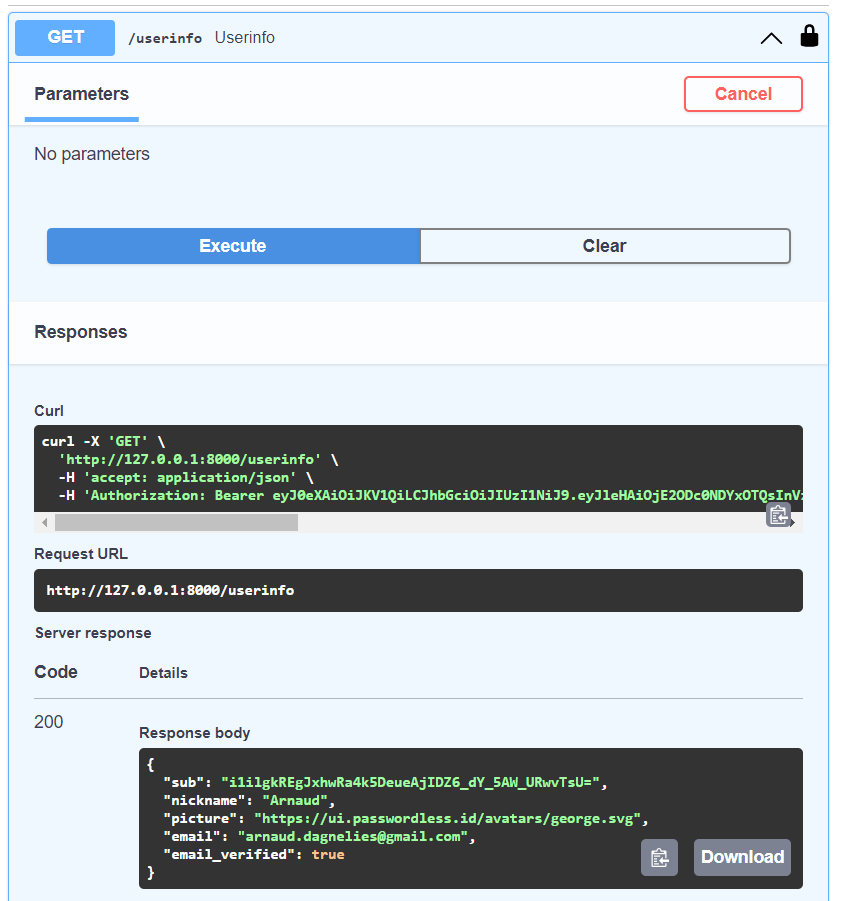 GET /userinfo Userinfo
Parameters
Cancel
No parameters
Execute
Clear
Responses
Curl
curl -X 'GET' \
'http://127.0.0.1:8000/userinfo' \
-H 'accept: application/json' \
-H 'Authorization: Bearer eyJ0eXAiOiJKV1QiLCJhbGciOiJIUzI1NiJ9.eyJleHAiOjE2ODc0NDYxOTQsInV
Request URL
http://127.0.0.1:8000/userinfo
Server response
Code Details
200
Response body
{
"sub": "i1ilgkREgJxhwRa4k5DeueAjIDZ6_dY_5AW_URwvTsU=",
"nickname": "Arnaud",
"picture": "https://ui.passwordless.id/avatars/george.svg",
"email": "arnaud.dagnelies@gmail.com",
"email_verified": true
}
Download